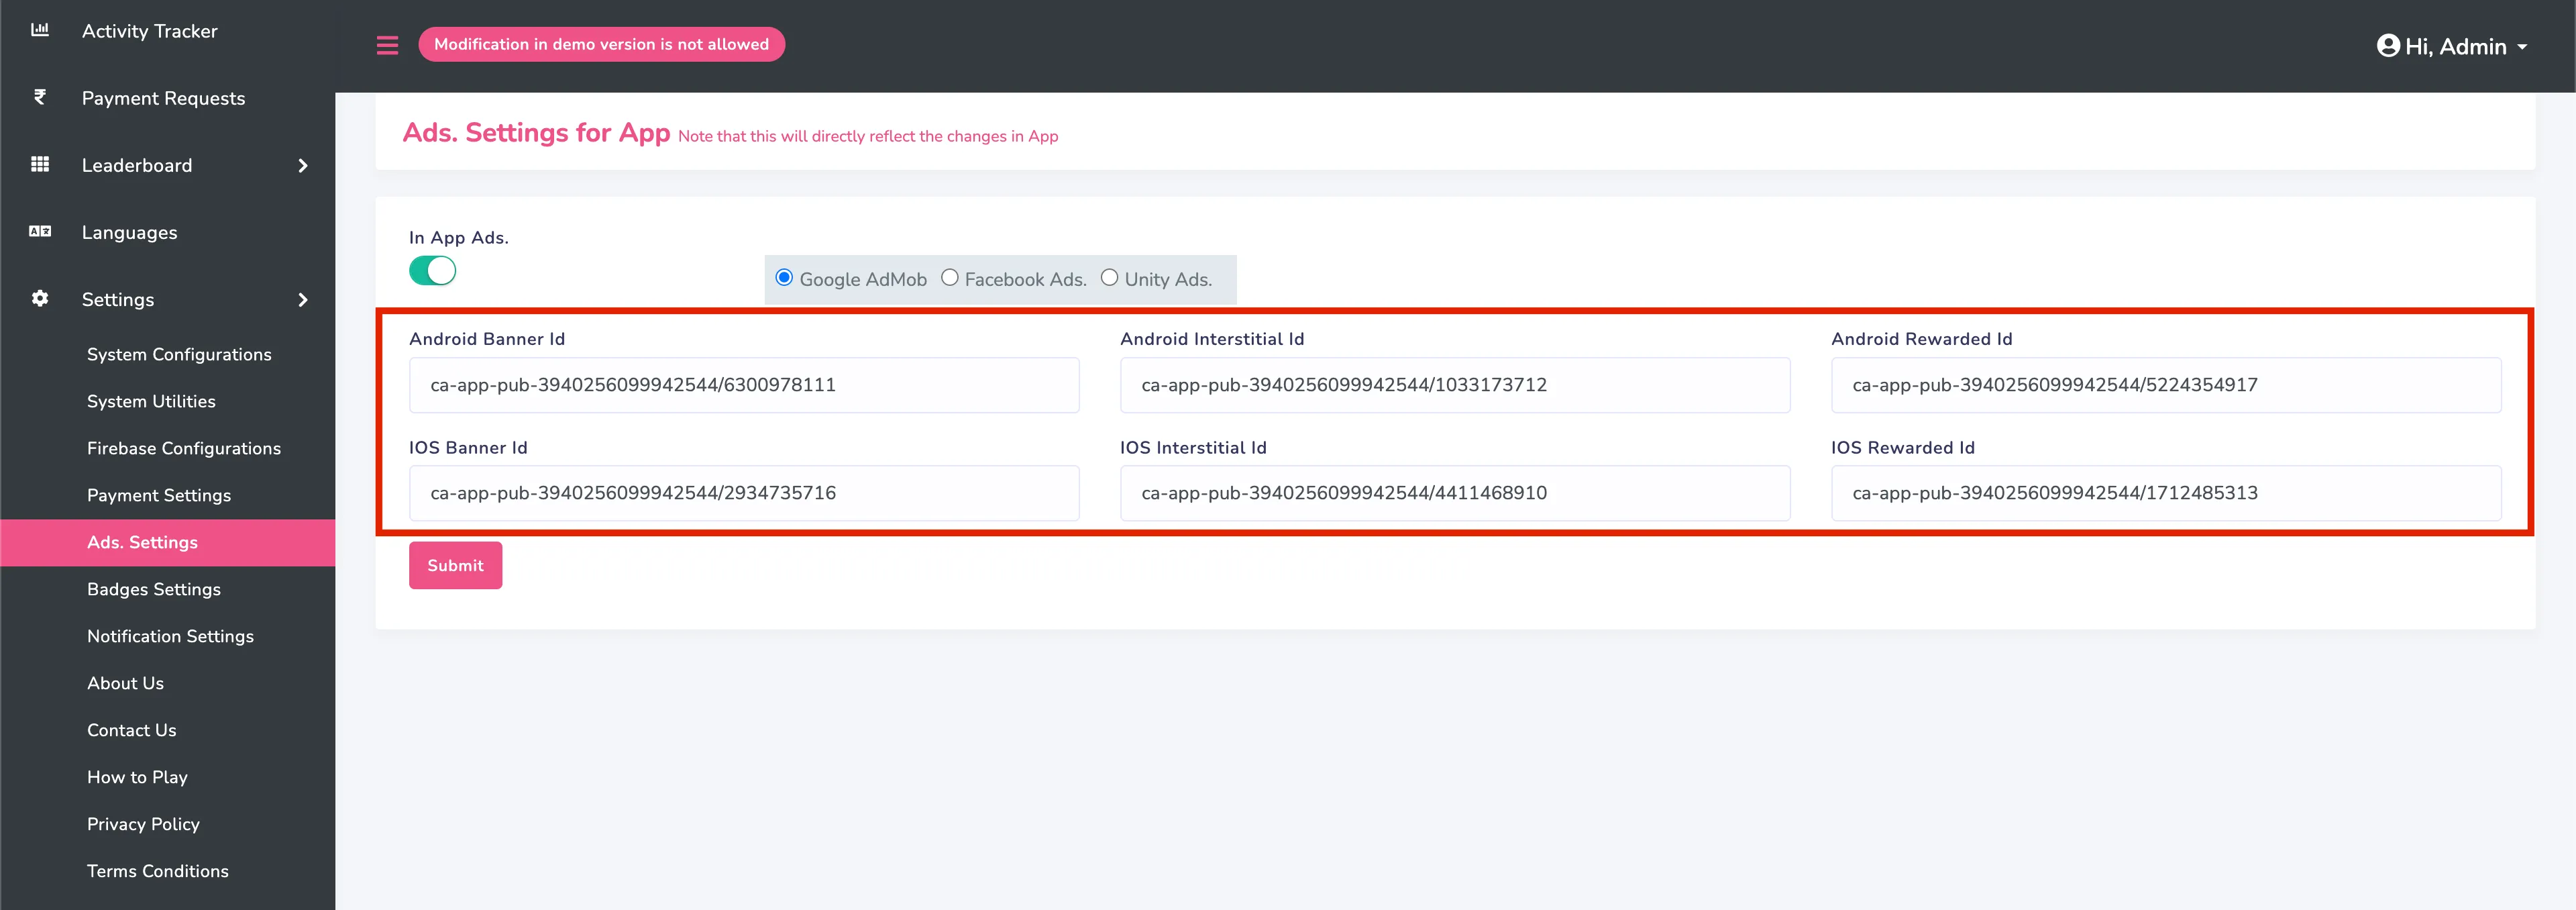 Activity Tracker
Payment Requests
Leaderboard
Languages
Settings
System Configurations
System Utilities
Firebase Configurations
Payment Settings
Ads. Settings
Badges Settings
Notification Settings
About Us
Contact Us
How to Play
Privacy Policy
Terms Conditions
Modification in demo version is not allowed
Hi, Admin
Ads. Settings for App Note that this will directly reflect the changes in App
In App Ads.
Google AdMob Facebook Ads. Unity Ads.
Android Banner Id Android Interstitial Id Android Rewarded Id
ca-app-pub-3940256099942544/6300978111 ca-app-pub-3940256099942544/1033173712 ca-app-pub-3940256099942544/5224354917
IOS Banner Id IOS Interstitial Id IOS Rewarded Id
ca-app-pub-3940256099942544/2934735716 ca-app-pub-3940256099942544/4411468910 ca-app-pub-3940256099942544/1712485313
Submit